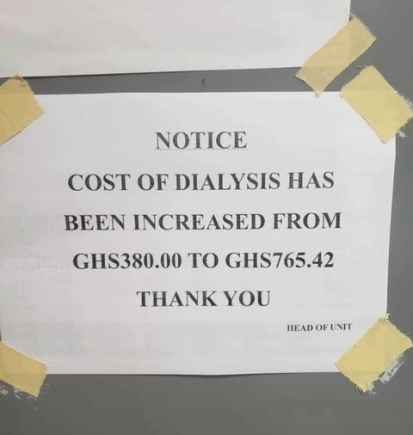 NOTICE
COST OF DIALYSIS HAS
BEEN INCREASED FROM
GHS380.00 TO GHS765.42
THANK YOU
HEAD OF UNIT